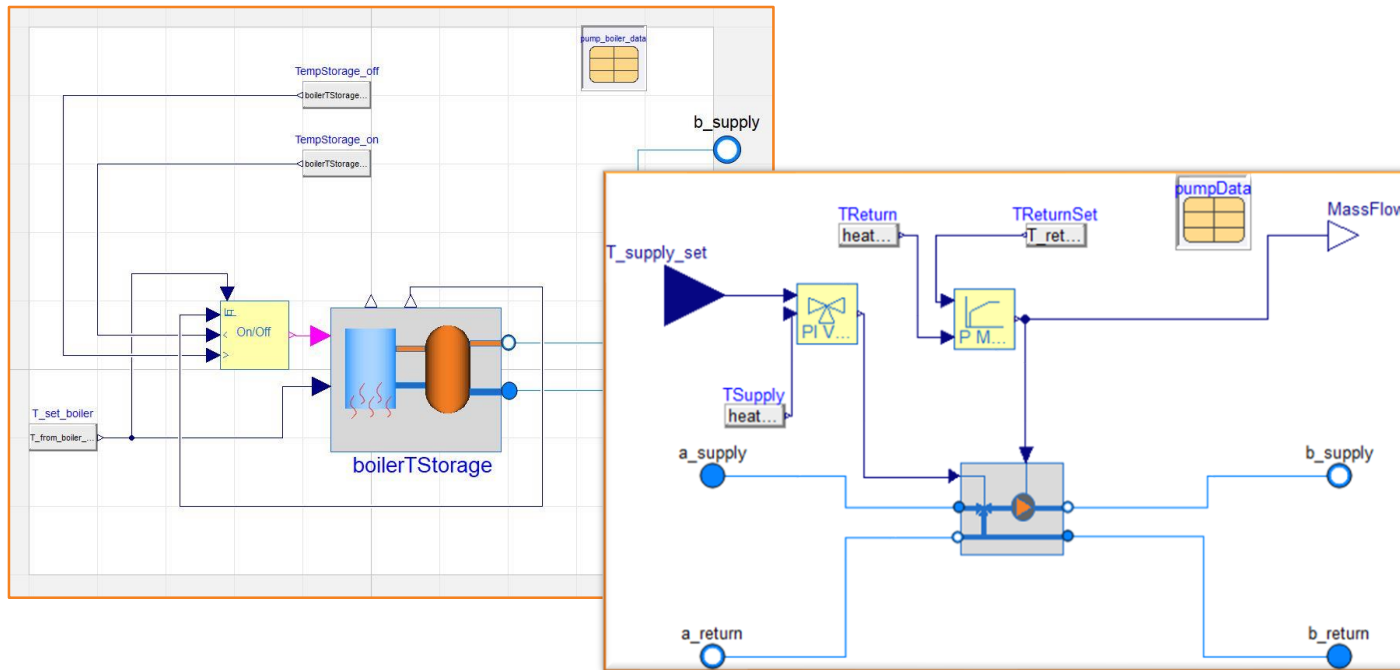 pump_boiler_data
TempStorage_off
boilerTStorage...
TempStorage_on
boilerTStorage...
b_supply
On/Off
<
>
T_set_boiler
T_from_boiler_...
boilerTStorage
pumpData
TReturn
heat...
TReturnSet
T_ret...
MassFlow
T_supply_set
PI V...
P M...
TSupply
heat...
a_supply
b_supply
a_return
b_return